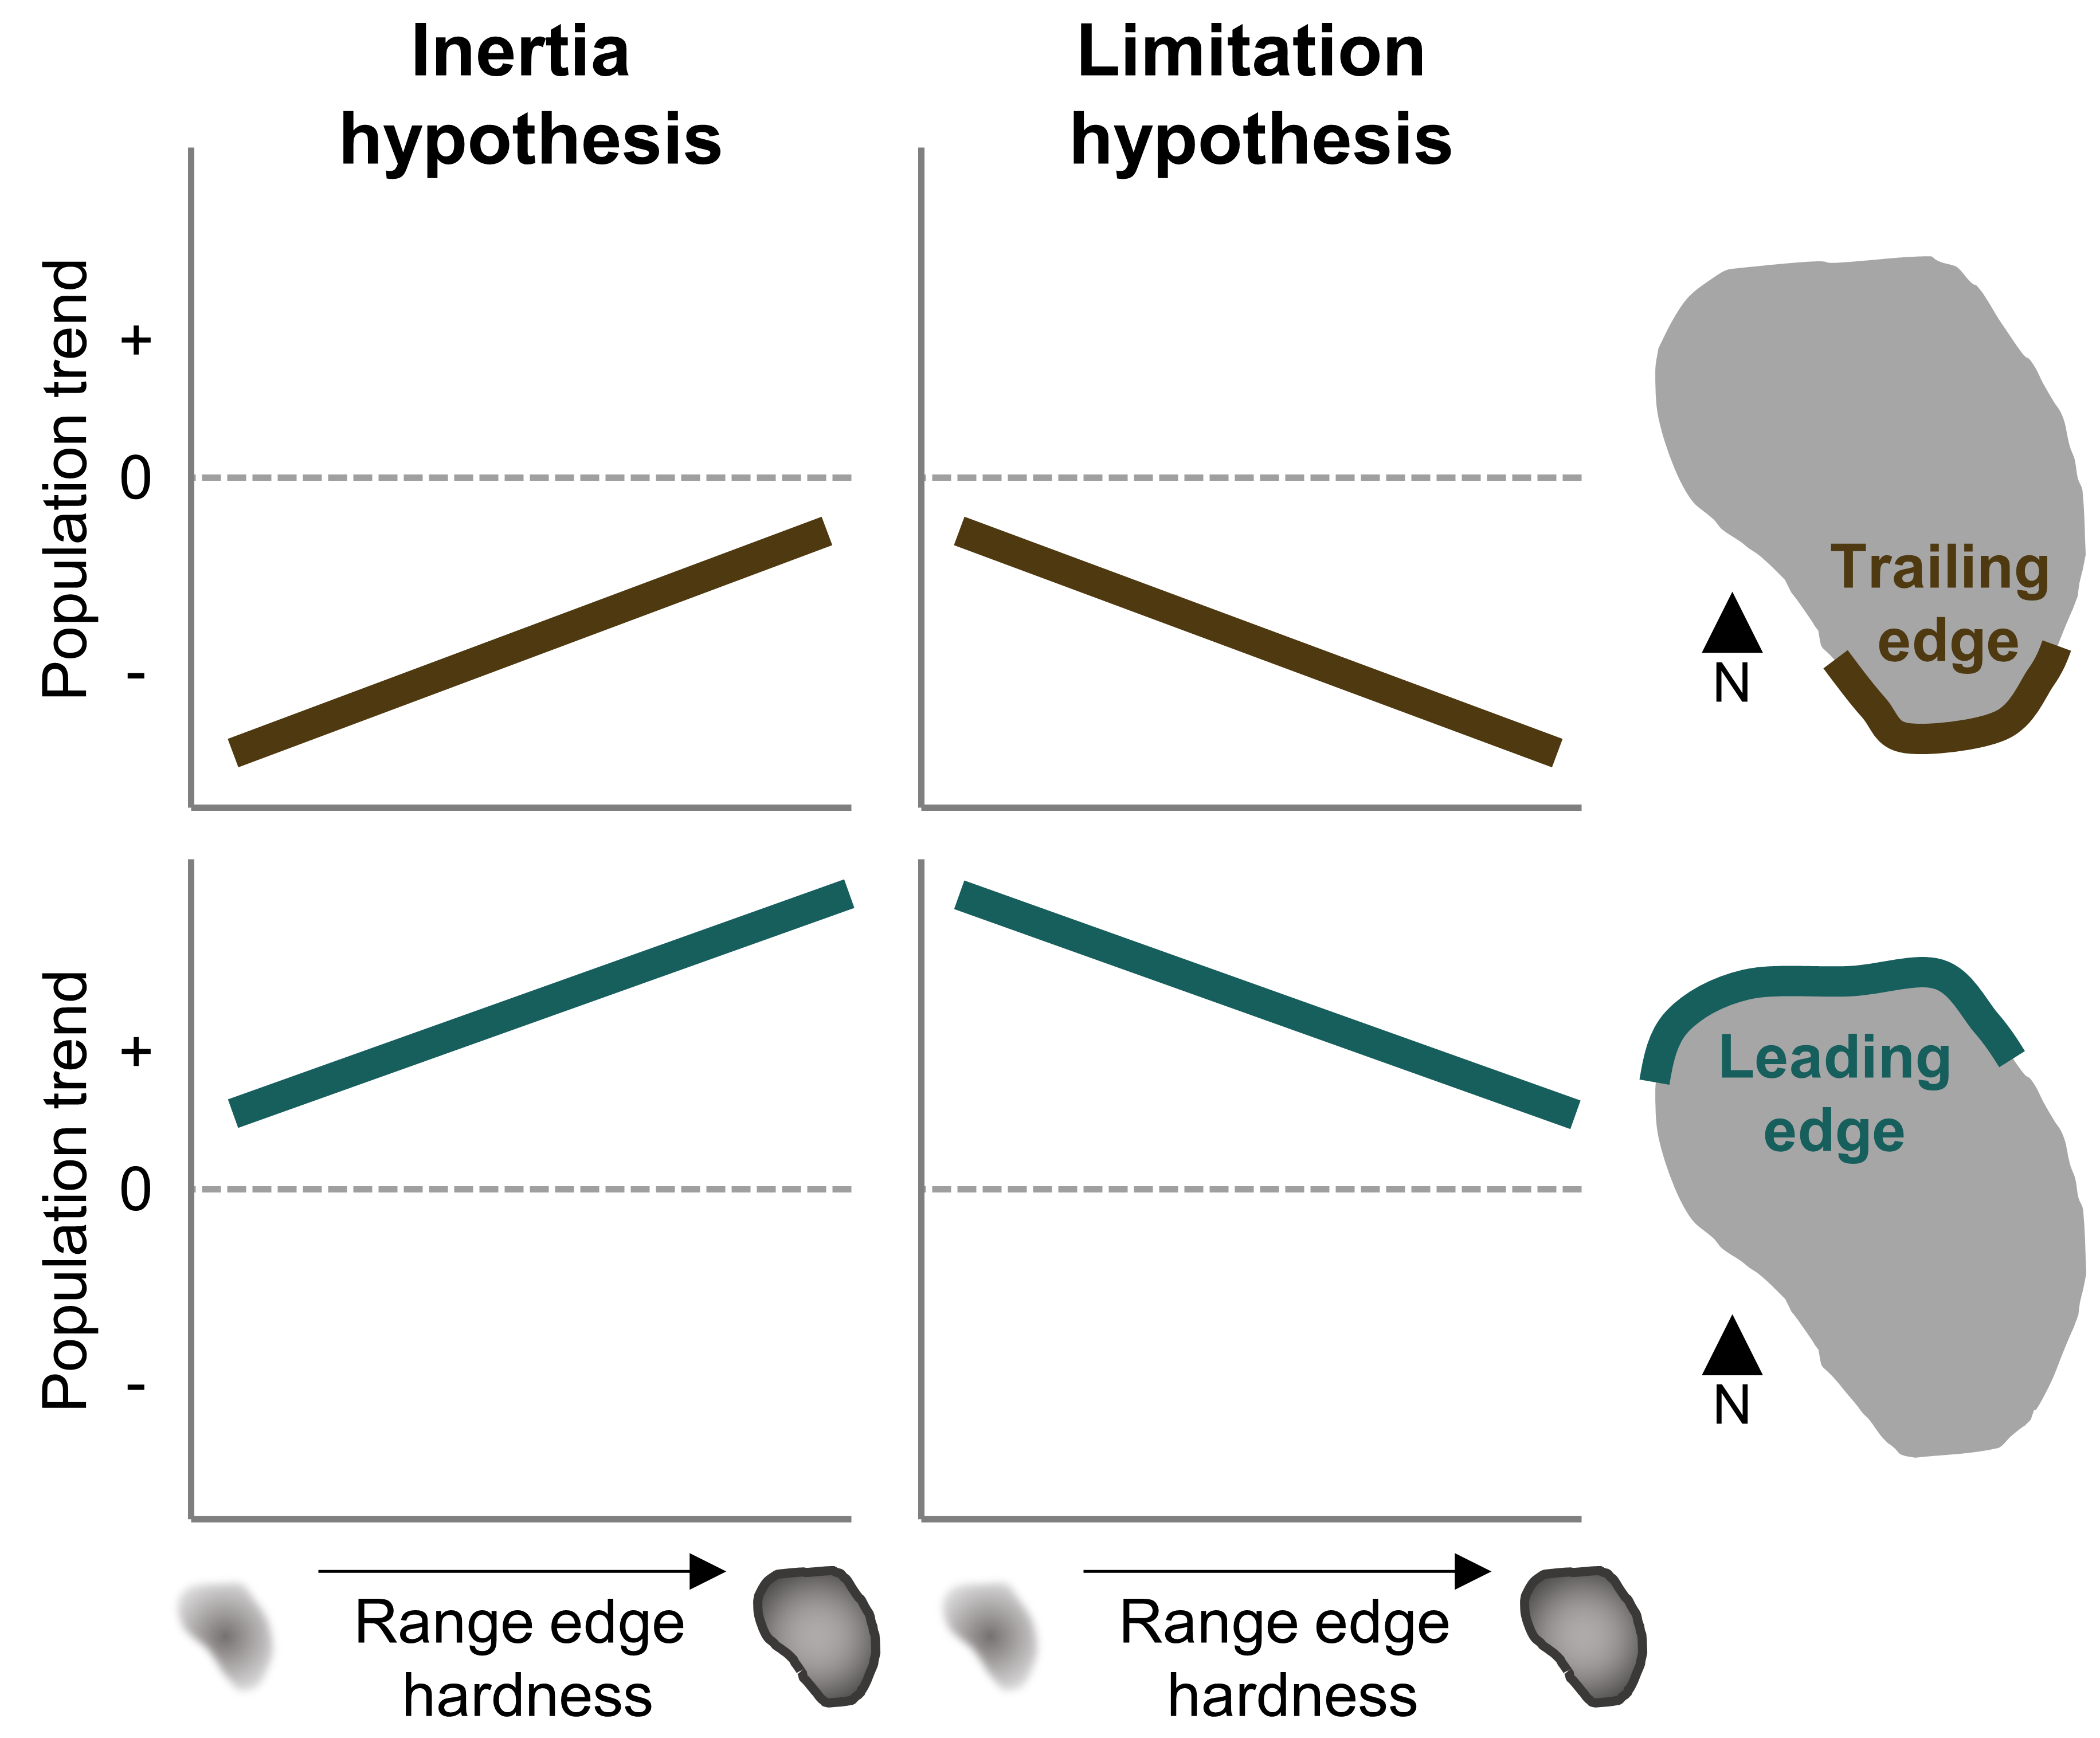 Inertia
hypothesis
Limitation
hypothesis
Population trend
+
0
-
Trailing
edge
N
Population trend
+
0
-
Leading
edge
N
Range edge
hardness
Range edge
hardness